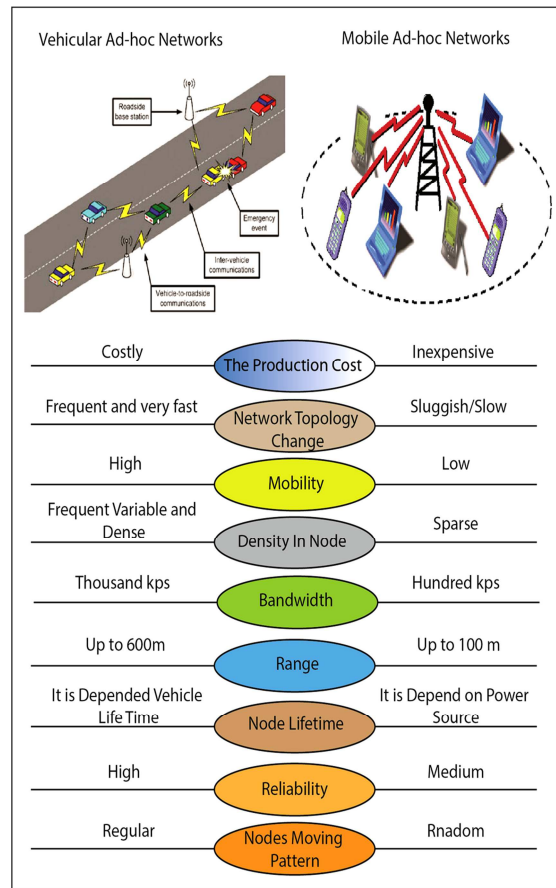 Vehicular Ad-hoc Networks
Mobile Ad-hoc Networks
Roadside
base station
Emergency
event
Inter-vehicle
communications
Vehicle-to-roadside
communications
Costly
The Production Cost
Inexpensive
Frequent and very fast
Network Topology
Change
Sluggish/Slow
High
Mobility
Low
Frequent Variable and
Dense
Density In Node
Sparse
Thousand kps
Bandwidth
Hundred kps
Up to 600m
Range
Up to 100 m
It is Depended Vehicle
Life Time
Node Lifetime
It is Depend on Power
Source
High
Reliability
Medium
Regular
Nodes Moving
Pattern
Rnadom